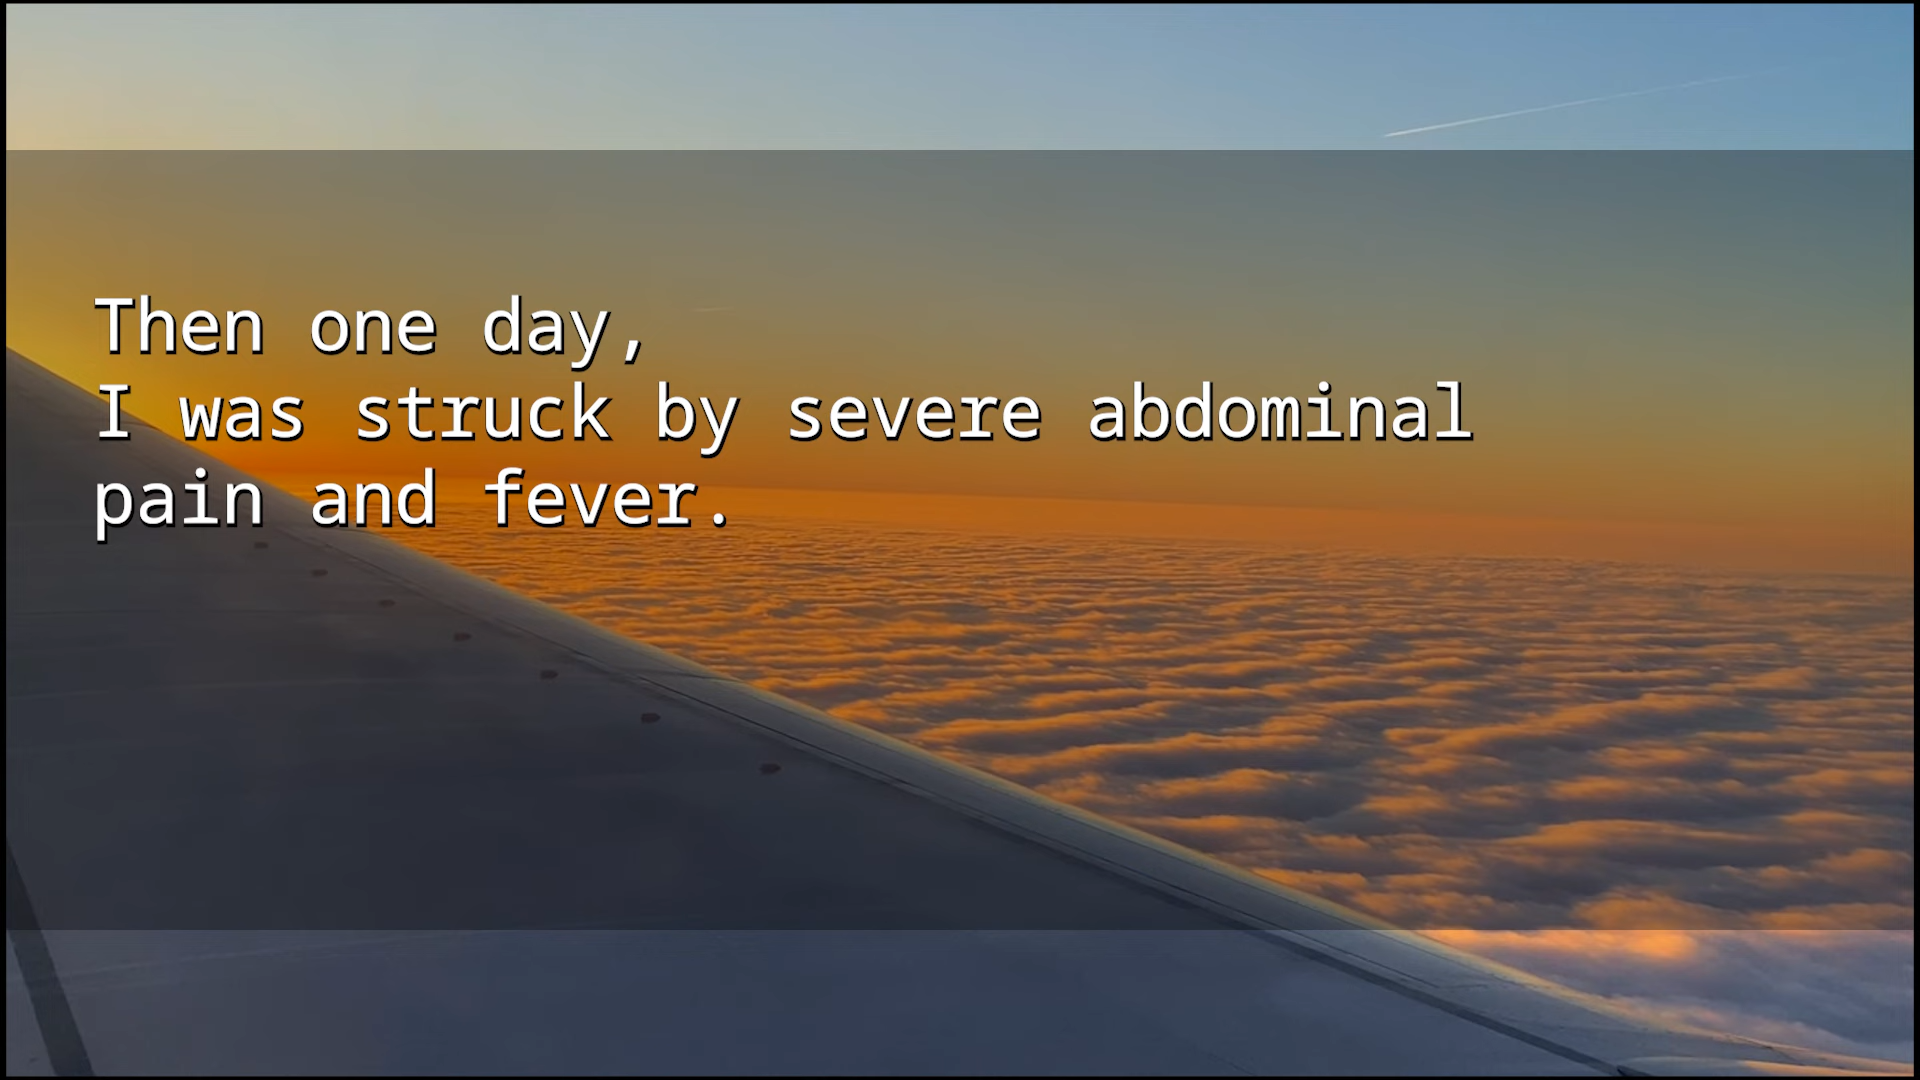 Then one day,
I was struck by severe abdominal
pain and fever.